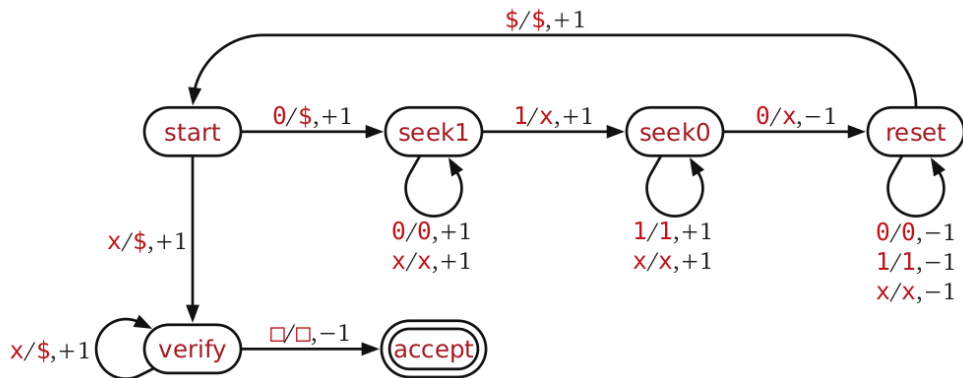 $/$,+1
start
0/$,+1
seek1
1/x,+1
seek0
0/x,−1
reset
0/0,+1
x/x,+1
1/1,+1
x/x,+1
0/0,−1
1/1,−1
x/x,−1
x/$,+1
x/$,+1
verify
□/□,−1
accept